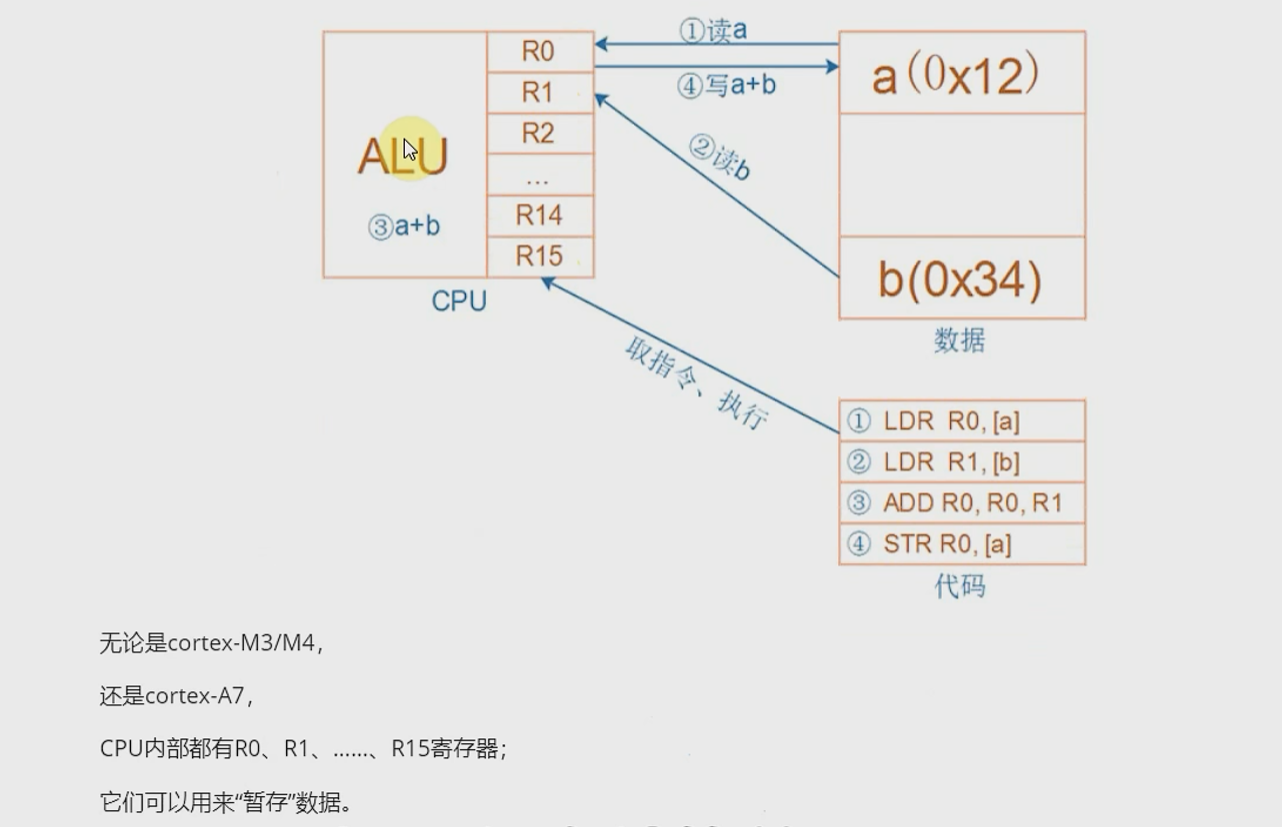 ①读a
R0
a(0x12)
④写a+b
R1
ALU
R2
②读b
...
③a+b
R14
R15
b(0x34)
CPU
数据
取指令、执行
① LDR R0, [a]
② LDR R1, [b]
③ ADD R0, R0, R1
④ STR R0, [a]
代码
无论是cortex-M3/M4，
还是cortex-A7，
CPU内部都有R0、R1、……、R15寄存器；
它们可以用来“暂存”数据。